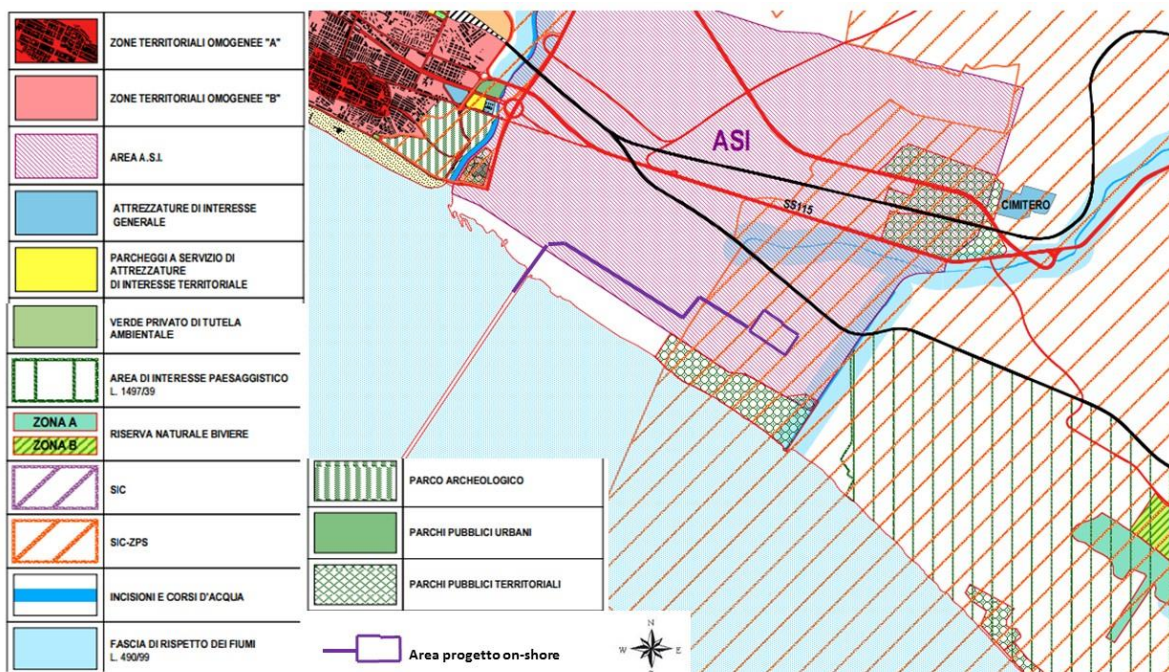 ZONE TERRITORIALI OMOGENEE "A"
ZONE TERRITORIALI OMOGENEE "B"
AREA A.S.I.
ATTREZZATURE DI INTERESSE
GENERALE
PARCHEGGI A SERVIZIO DI
ATTREZZATURE
DI INTERESSE TERRITORIALE
VERDE PRIVATO DI TUTELA
AMBIENTALE
AREA DI INTERESSE PAESAGGISTICO
L. 1497/39
ZONA A
ZONA B
RISERVA NATURALE BIVIERE
SIC
SIC-ZPS
INCISIONI E CORSI D'ACQUA
FASCIA DI RISPETTO DEI FIUMI
L. 490/99
PARCO ARCHEOLOGICO
PARCHI PUBBLICI URBANI
PARCHI PUBBLICI TERRITORIALI
Area progetto on-shore
N
W E
S
ASI
SS115
CIMITERO